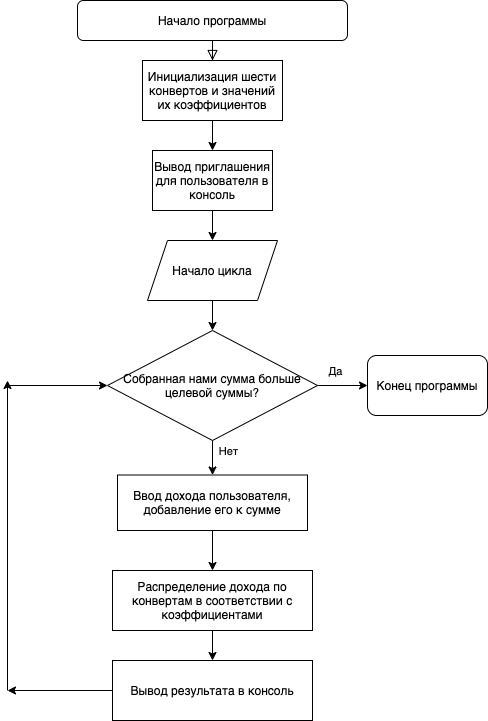 Начало программы
Инициализация шести
конвертов и значений
их коэффициентов
Вывод приглашения
для пользователя в
консоль
Начало цикла
Собранная нами сумма больше
целевой суммы?
Да
Конец программы
Нет
Ввод дохода пользователя,
добавление его к сумме
Распределение дохода по
конвертам в соответствии с
коэффициентами
Вывод результата в консоль